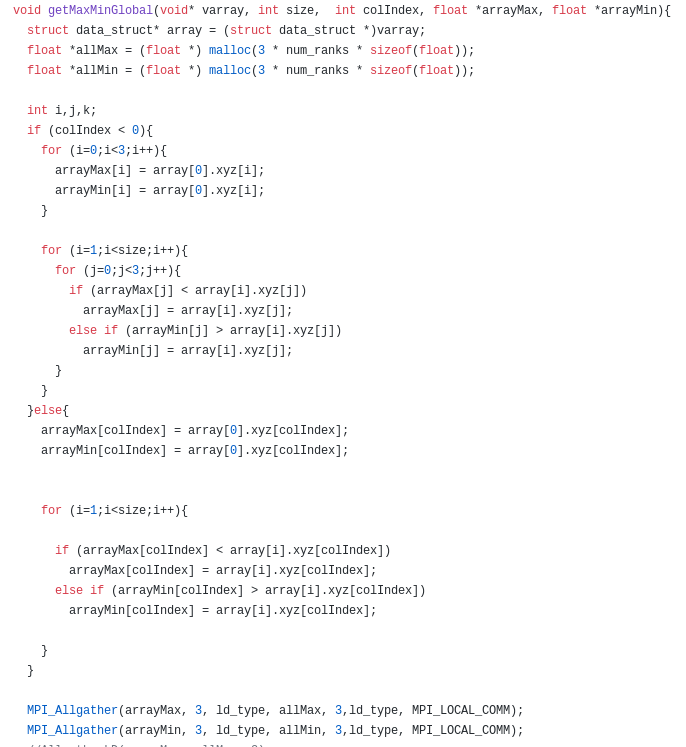 void getMaxMinGlobal(void* varray, int size,  int colIndex, float *arrayMax, float *arrayMin){
  struct data_struct* array = (struct data_struct *)varray;
  float *allMax = (float *) malloc(3 * num_ranks * sizeof(float));
  float *allMin = (float *) malloc(3 * num_ranks * sizeof(float));

  int i,j,k;
  if (colIndex < 0){
    for (i=0;i<3;i++){
      arrayMax[i] = array[0].xyz[i];
      arrayMin[i] = array[0].xyz[i];
    }

    for (i=1;i<size;i++){
      for (j=0;j<3;j++){
        if (arrayMax[j] < array[i].xyz[j])
          arrayMax[j] = array[i].xyz[j];
        else if (arrayMin[j] > array[i].xyz[j])
          arrayMin[j] = array[i].xyz[j];
      }
    }
  }else{
    arrayMax[colIndex] = array[0].xyz[colIndex];
    arrayMin[colIndex] = array[0].xyz[colIndex];


    for (i=1;i<size;i++){

      if (arrayMax[colIndex] < array[i].xyz[colIndex])
        arrayMax[colIndex] = array[i].xyz[colIndex];
      else if (arrayMin[colIndex] > array[i].xyz[colIndex])
        arrayMin[colIndex] = array[i].xyz[colIndex];

    }
  }

  MPI_Allgather(arrayMax, 3, ld_type, allMax, 3,ld_type, MPI_LOCAL_COMM);
  MPI_Allgather(arrayMin, 3, ld_type, allMin, 3,ld_type, MPI_LOCAL_COMM);